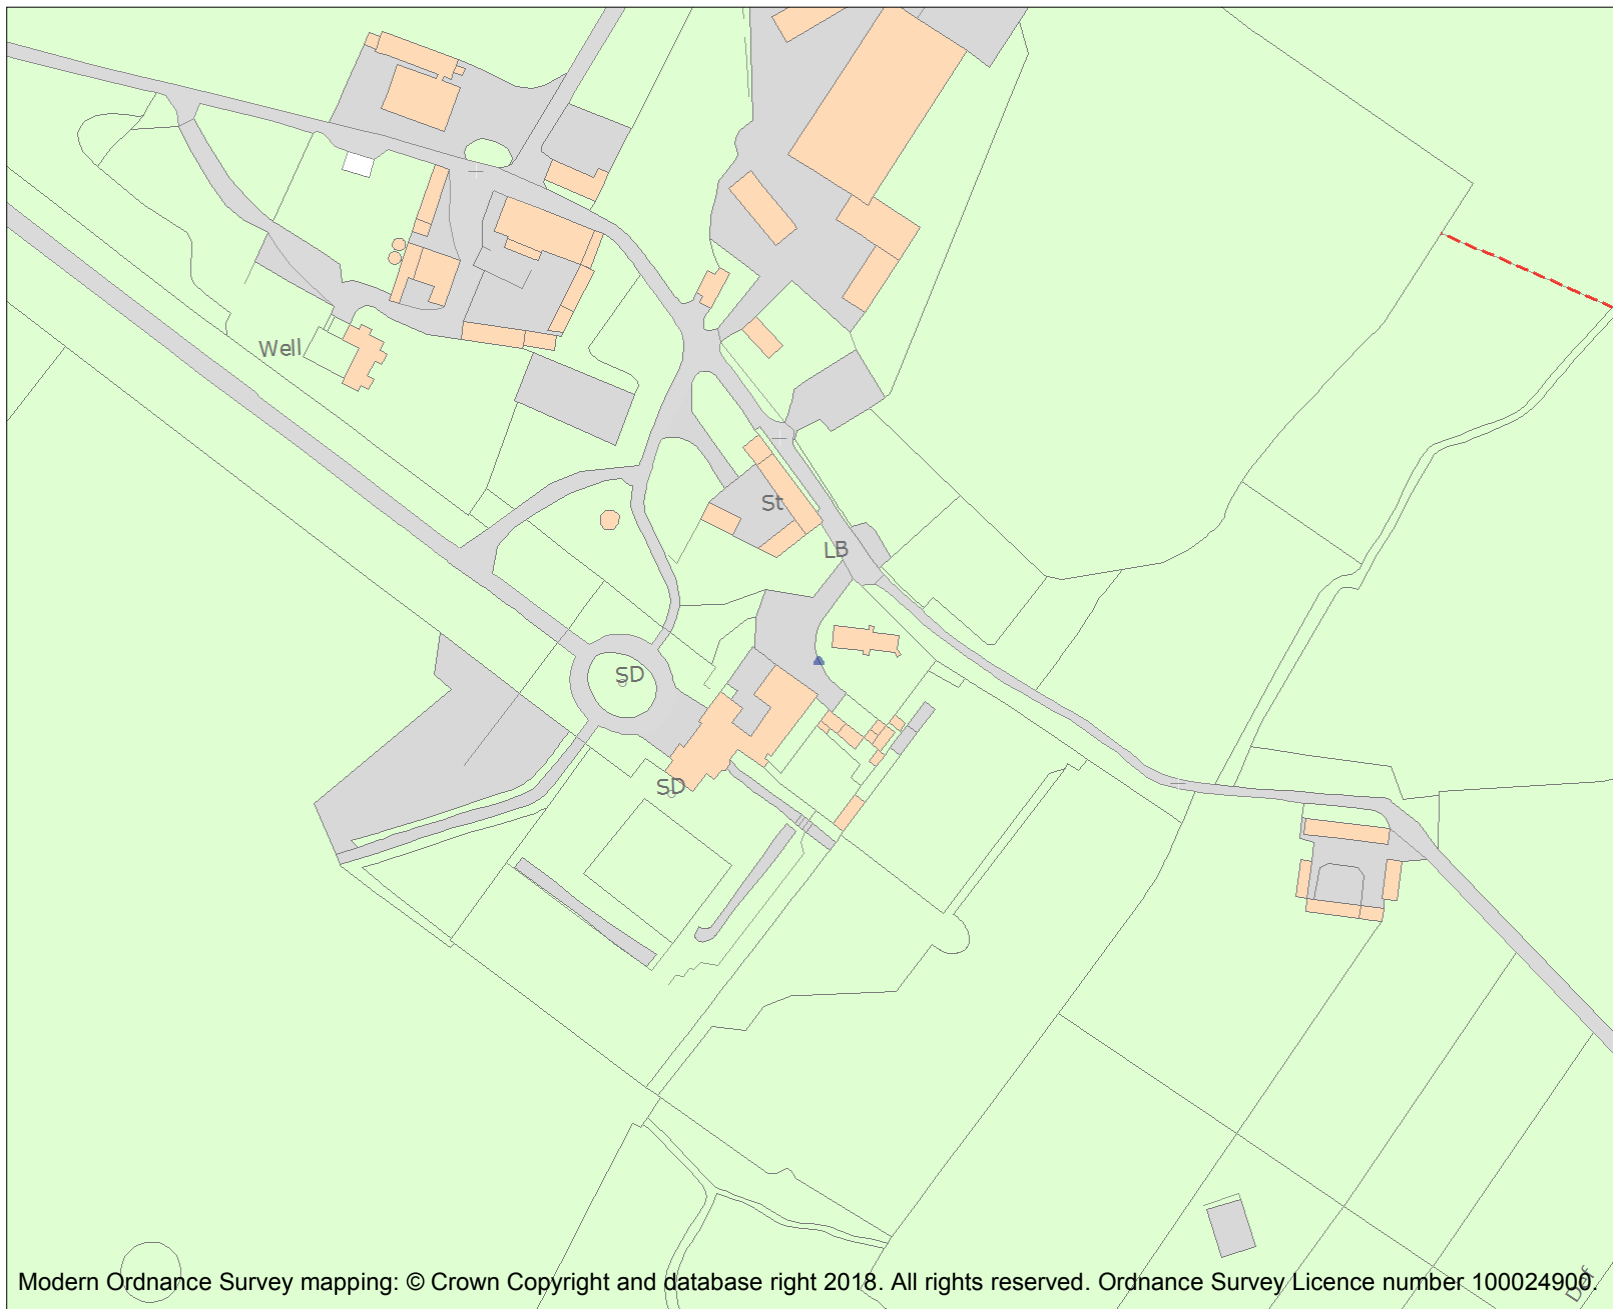 Well
St
LB
SD
SD
Def
Modern Ordnance Survey mapping: © Crown Copyright and database right 2018. All rights reserved. Ordnance Survey Licence number 100024900.